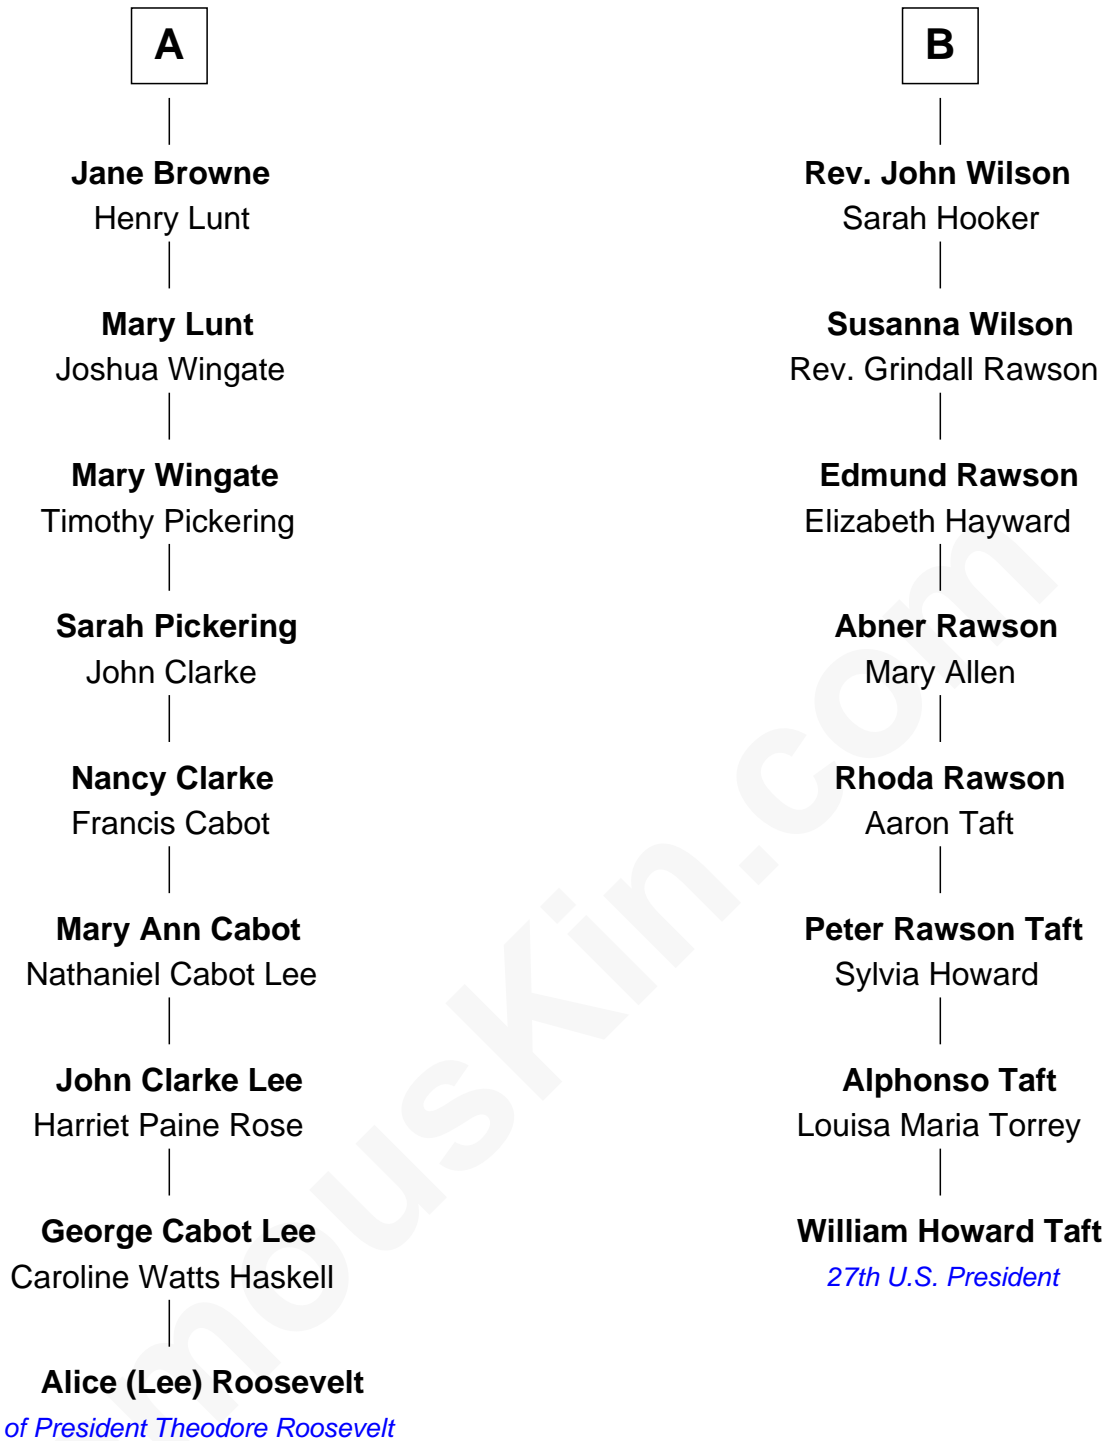 A
Jane Browne
Henry Lunt
Mary Lunt
Joshua Wingate
Mary Wingate
Timothy Pickering
Sarah Pickering
John Clarke
Nancy Clarke
Francis Cabot
Mary Ann Cabot
Nathaniel Cabot Lee
John Clarke Lee
Harriet Paine Rose
George Cabot Lee
Caroline Watts Haskell
Alice (Lee) Roosevelt
of President Theodore Roosevelt
B
Rev. John Wilson
Sarah Hooker
Susanna Wilson
Rev. Grindall Rawson
Edmund Rawson
Elizabeth Hayward
Abner Rawson
Mary Allen
Rhoda Rawson
Aaron Taft
Peter Rawson Taft
Sylvia Howard
Alphonso Taft
Louisa Maria Torrey
William Howard Taft
27th U.S. President
mousKin.com